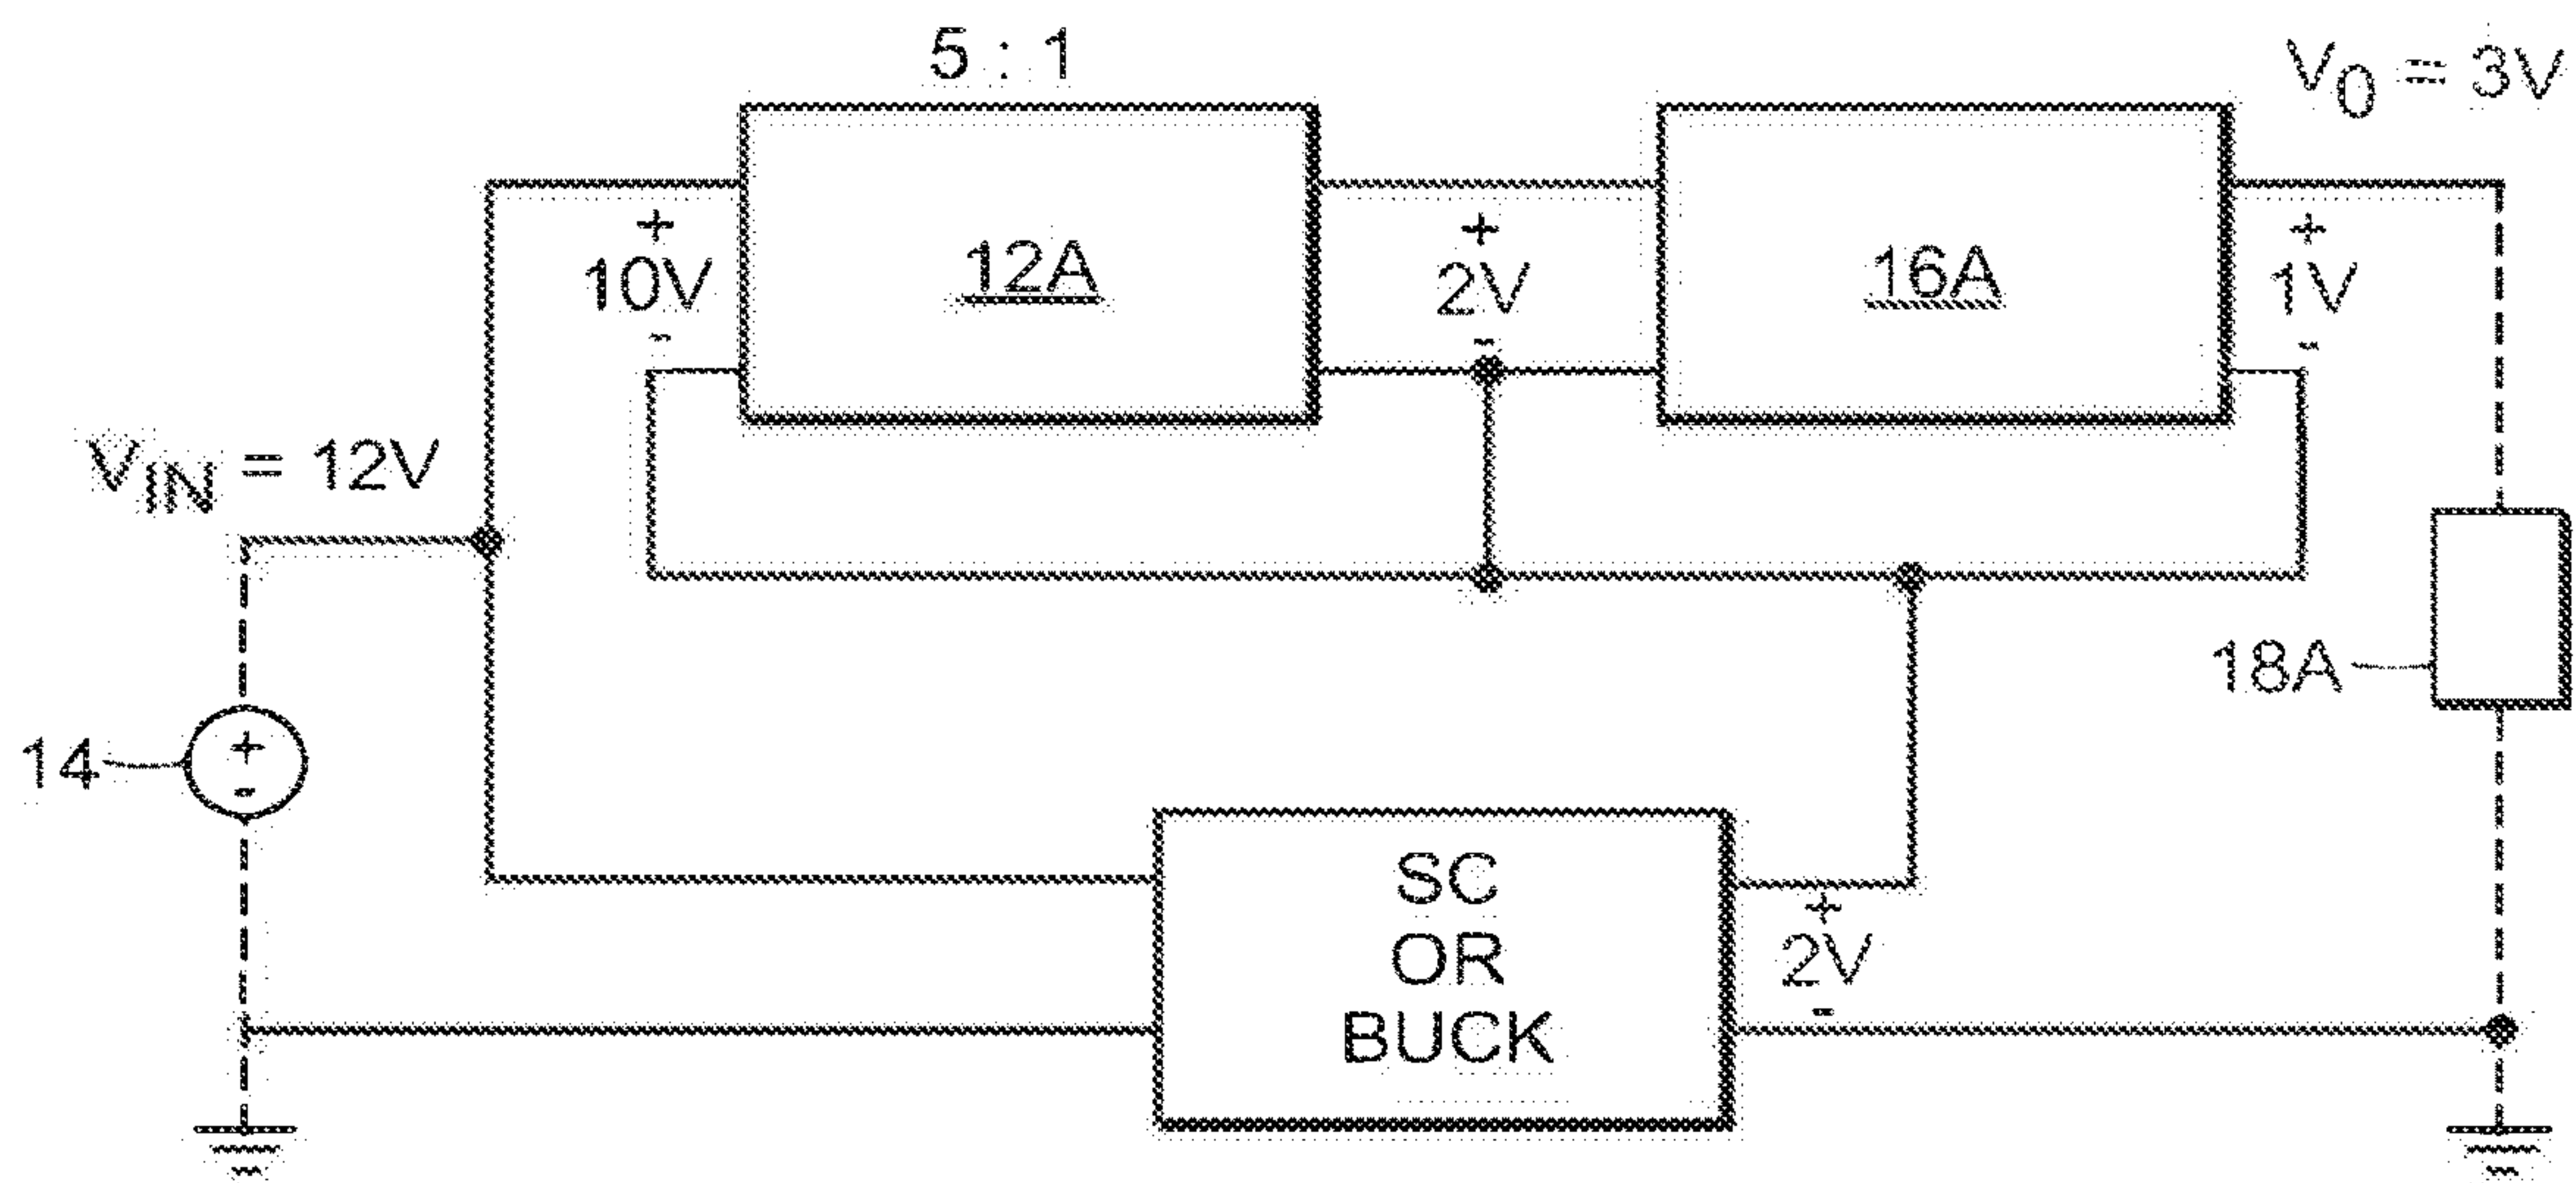 5 : 1
V0 = 3V
+
10V
-
12A
+
2V
-
16A
+
1V
-
VIN = 12V
18A
14
+
-
SC
OR
BUCK
+
2V
-